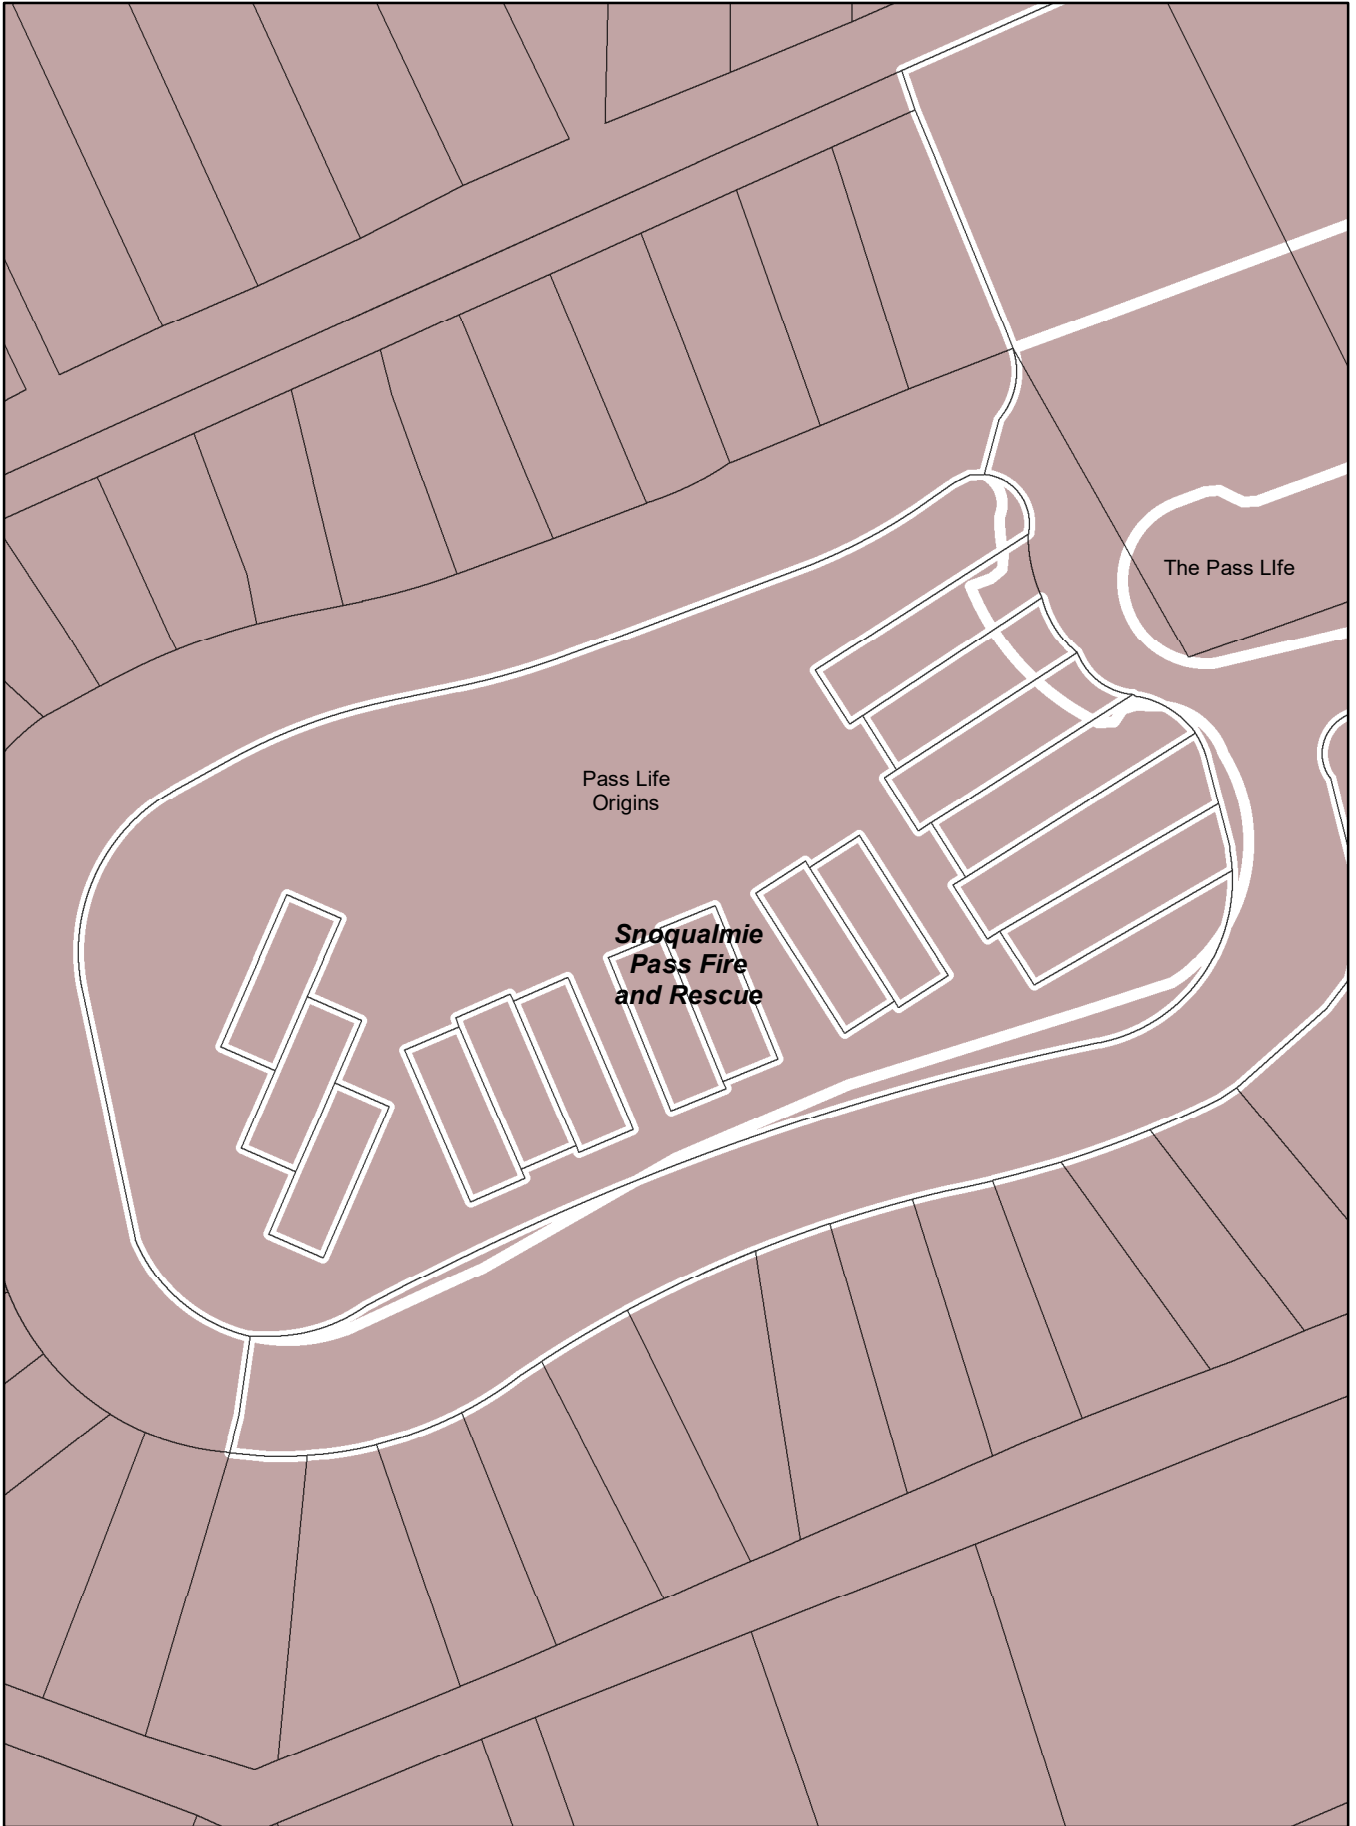 The Pass LIfe
Pass Life
Origins
Snoqualmie
Pass Fire
and Rescue